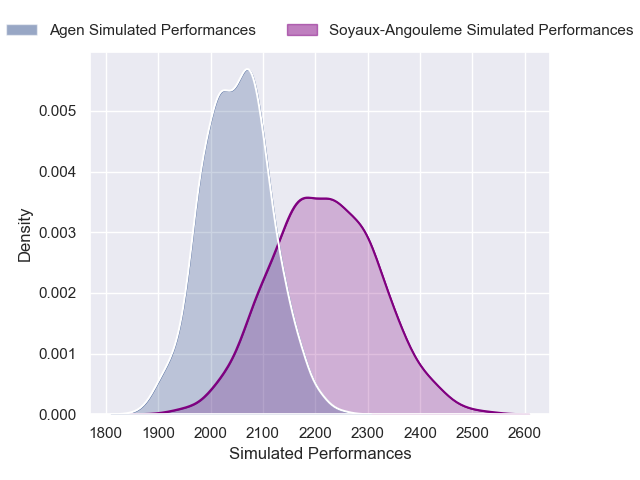 Agen Simulated Performances
Soyaux-Angouleme Simulated Performances
Density
0.005
0.004
0.003
0.002
0.001
0.000
1800 1900 2000 2100 2200 2300 2400 2500 2600
Simulated Performances